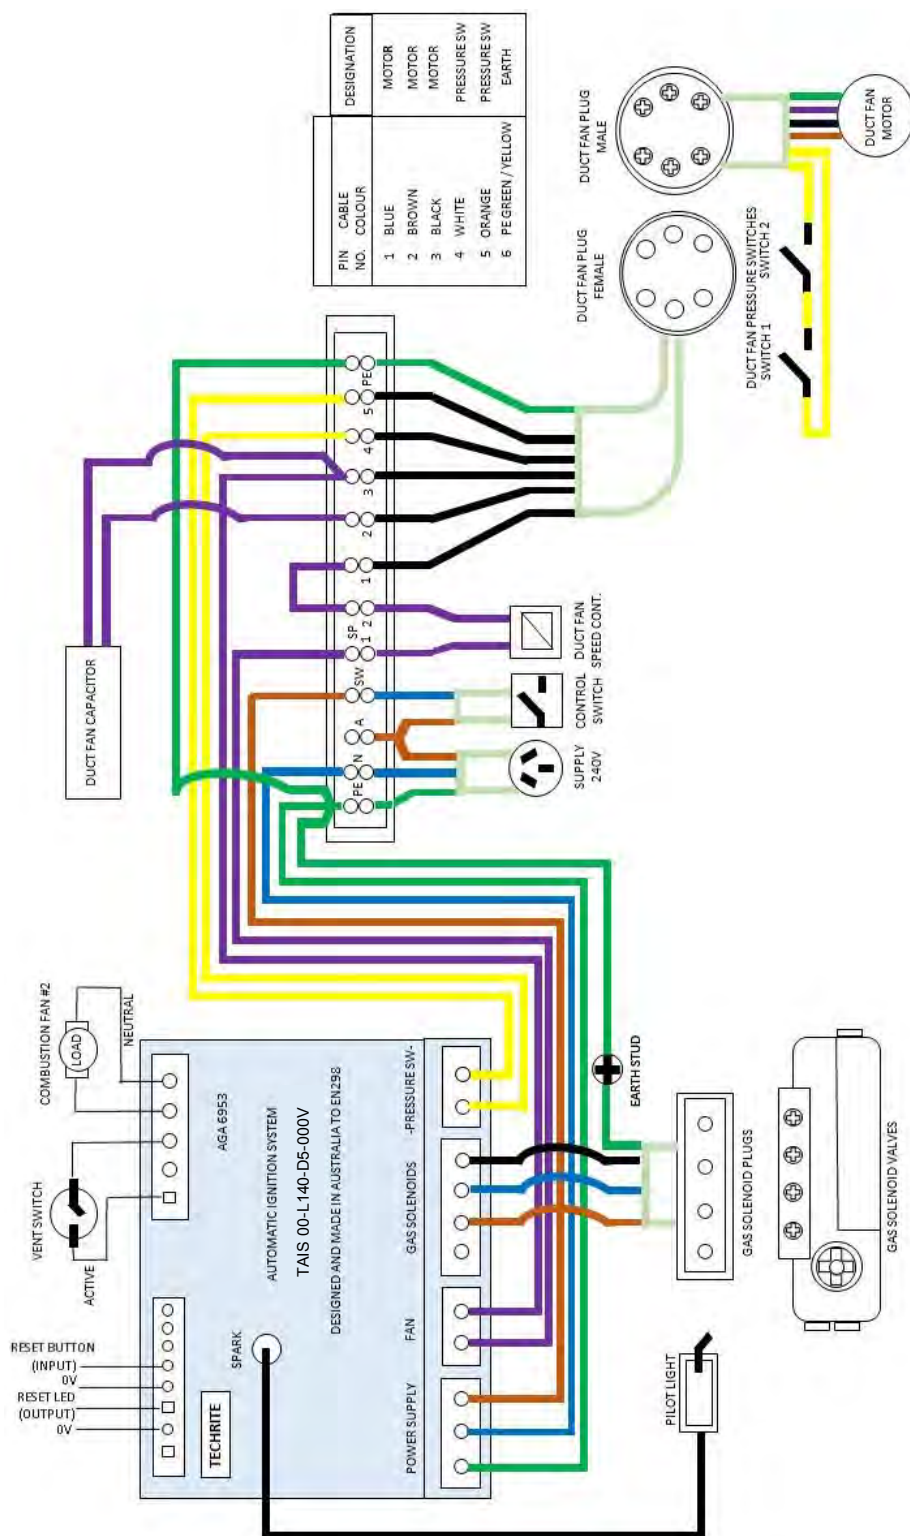 PIN NO.
CABLE COLOUR
DESIGNATION
1 BLUE MOTOR
2 BROWN MOTOR
3 BLACK MOTOR
4 WHITE PRESSURE SW
5 ORANGE PRESSURE SW
6 PE GREEN / YELLOW EARTH
DUCT FAN PLUG
MALE
DUCT FAN
MOTOR
DUCT FAN PLUG
FEMALE
DUCT FAN PRESSURE SWITCHES
SWITCH 1 SWITCH 2
DUCT FAN CAPACITOR
PE N A SW SP 1 2 1 2 3 4 5 PE
SUPPLY
240V
CONTROL
SWITCH
DUCT FAN
SPEED CONT.
COMBUSTION FAN #2
LOAD
NEUTRAL
VENT SWITCH
ACTIVE
RESET BUTTON
(INPUT)
0V
RESET LED
(OUTPUT)
0V
TECHRITE
SPARK
AGA 6953
AUTOMATIC IGNITION SYSTEM
TAIS 00-L140-D5-000V
DESIGNED AND MADE IN AUSTRALIA TO EN298
POWER SUPPLY
FAN
GAS SOLENOIDS
-PRESSURE SW-
EARTH STUD
PILOT LIGHT
GAS SOLENOID PLUGS
GAS SOLENOID VALVES